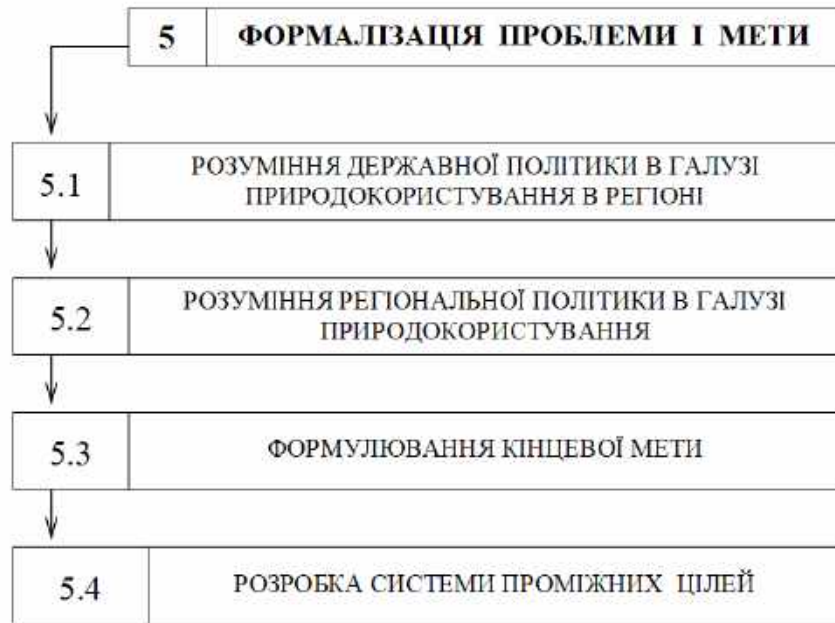 5 ФОРМАЛІЗАЦІЯ ПРОБЛЕМИ І МЕТИ
5.1 РОЗУМІННЯ ДЕРЖАВНОЇ ПОЛІТИКИ В ГАЛУЗІ
ПРИРОДОКОРИСТУВАННЯ В РЕГІОНІ
5.2 РОЗУМІННЯ РЕГІОНАЛЬНОЇ ПОЛІТИКИ В ГАЛУЗІ
ПРИРОДОКОРИСТУВАННЯ
5.3 ФОРМУЛЮВАННЯ КІНЦЕВОЇ МЕТИ
5.4 РОЗРОБКА СИСТЕМИ ПРОМІЖНИХ ЦІЛЕЙ